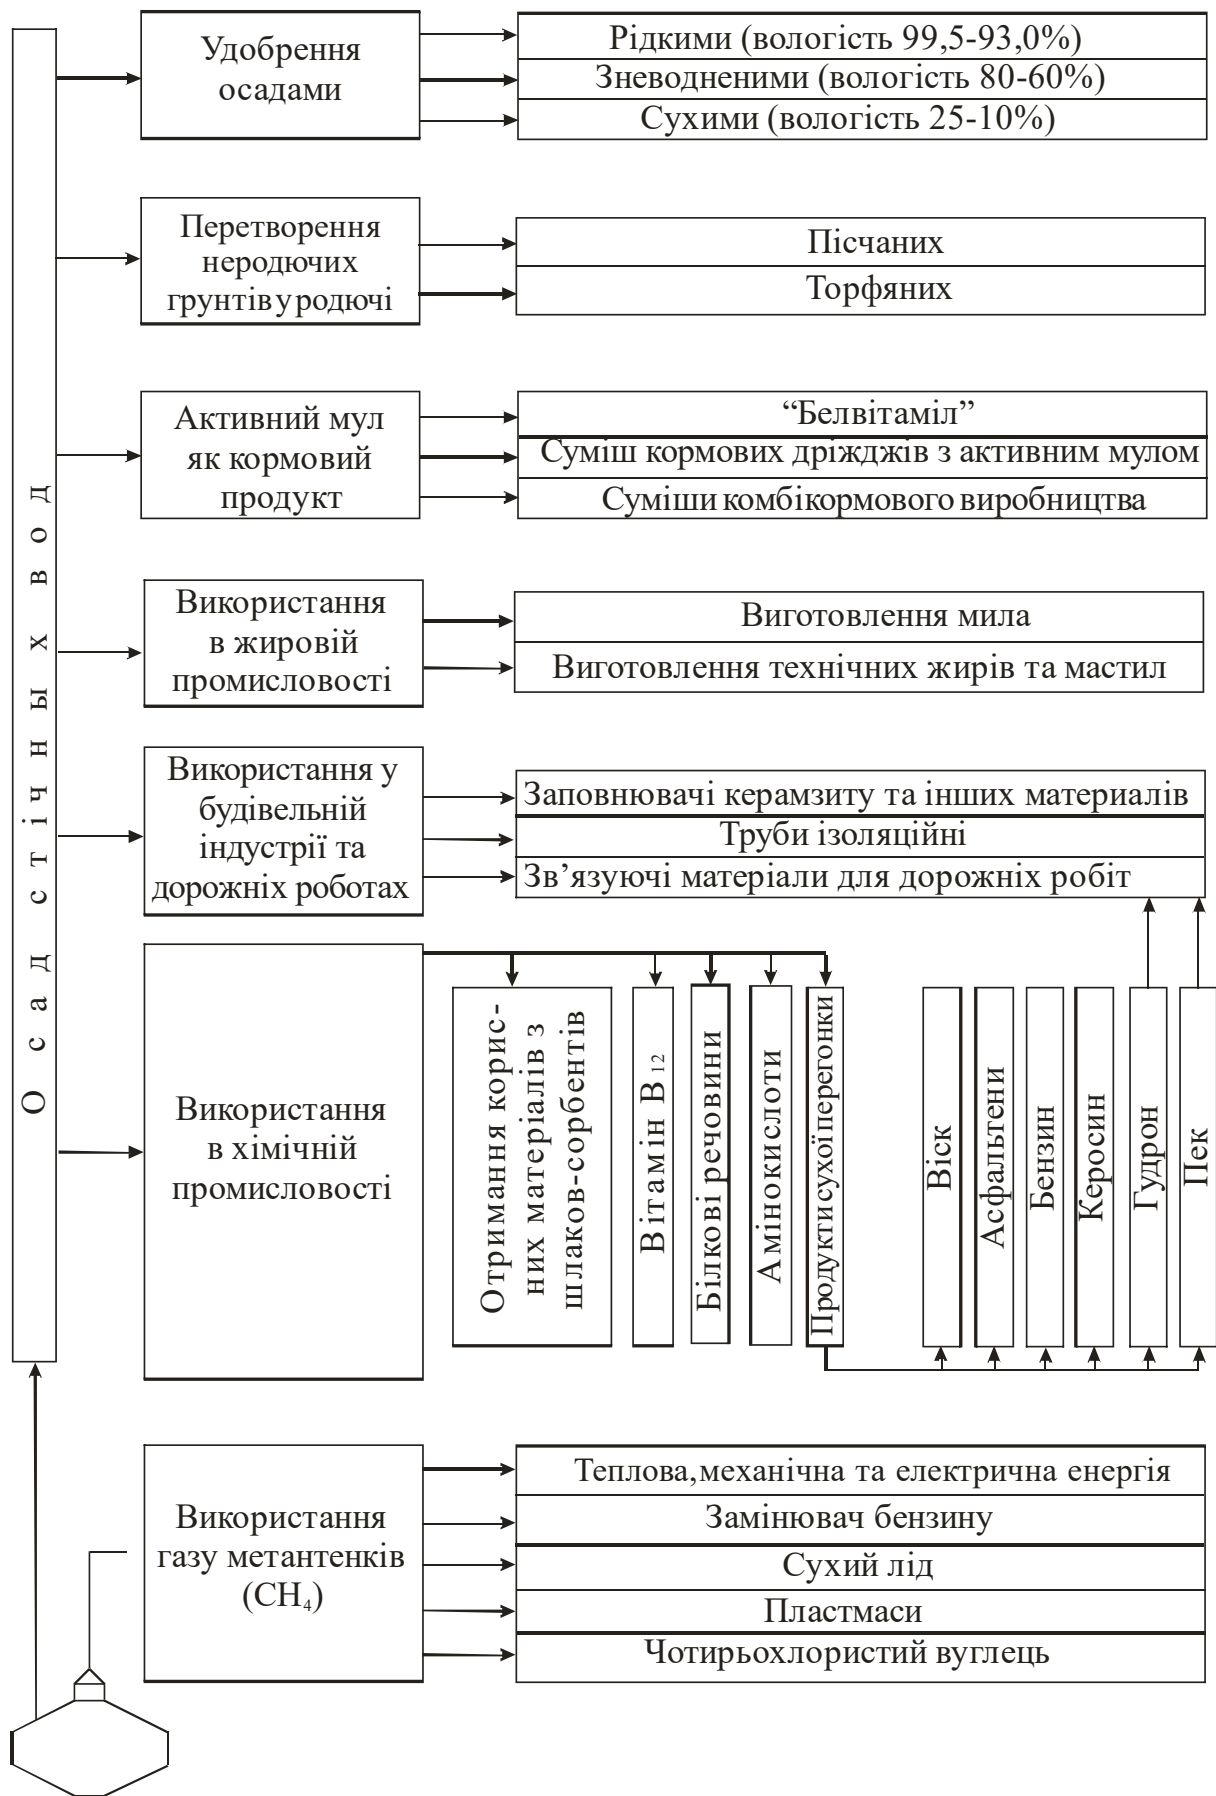 Осад стічных вод
Удобрення
осадами
Рідкими (вологість 99,5-93,0%)
Зневодненими (вологість 80-60%)
Сухими (вологість 25-10%)
Перетворення
неродючих
грунтів у родючі
Пісчаних
Торфяних
Активний мул
як кормовий
продукт
“Белвітаміл”
Суміш кормових дріжджів з активним мулом
Суміши комбікормового виробництва
Використання
в жировій
промисловості
Виготовлення мила
Виготовлення технічних жирів та мастил
Використання у
будівельній
індустрії та
дорожніх роботах
Заповнювачі керамзиту та інших материалів
Труби ізоляційні
Зв’язуючі матеріали для дорожніх робіт
Використання
в хімічній
промисловості
Отримання корис-
них матеріалів з
шлаков-сорбентів
Вітамін В₁₂
Білкові речовини
Амінокислоти
Продукти сухої перегонки
Віск
Асфальтени
Бензин
Керосин
Гудрон
Пек
Використання
газу метантенків
(CH₄)
Теплова, механічна та електрична енергія
Замінювач бензину
Сухий лід
Пластмаси
Чотирьохлористий вуглець